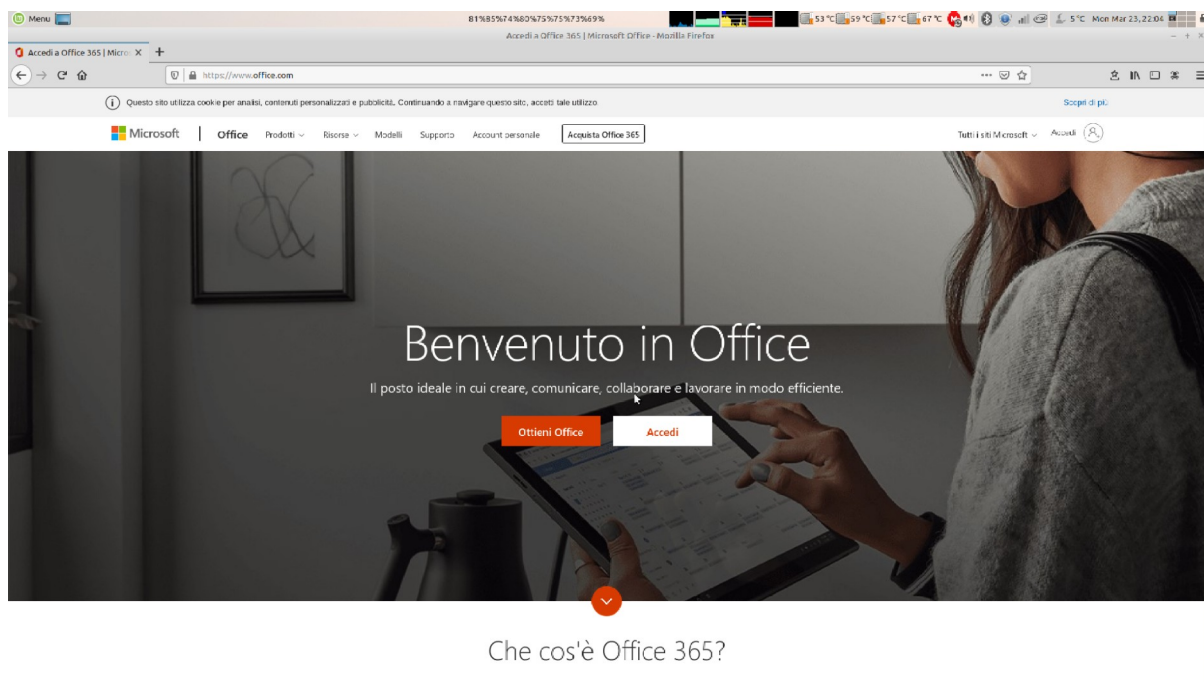 Menu
81%85%74%80%75%75%73%69%
53 °C 59 °C 57 °C 67 °C
5 °C Mon Mar 23, 22:04
Accedi a Office 365 | Microsoft Office - Mozilla Firefox
Accedi a Office 365 | Micro
https://www.office.com
Questo sito utilizza cookie per analisi, contenuti personalizzati e pubblicità. Continuando a navigare questo sito, accetti tale utilizzo
Scopri di più
Microsoft | Office Prodotti Risorse Modelli Supporto Account personale Acquista Office 365 Tutti i siti Microsoft Accedi
Benvenuto in Office
Il posto ideale in cui creare, comunicare, collaborare e lavorare in modo efficiente.
Ottieni Office Accedi
Che cos'è Office 365?